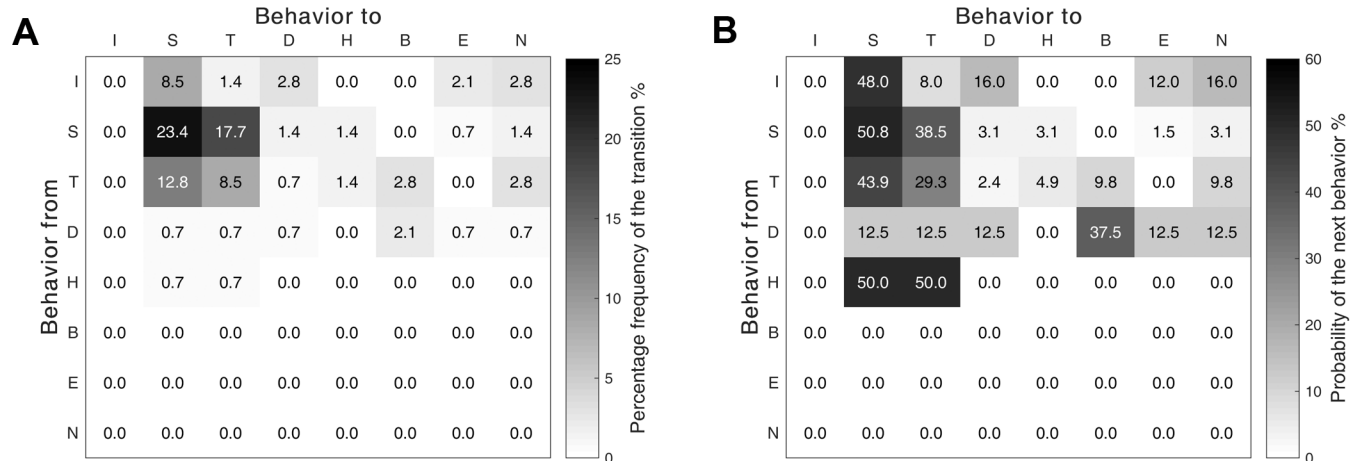 A
Behavior to
I S T D H B E N
Behavior from
I 0.0 8.5 1.4 2.8 0.0 0.0 2.1 2.8
S 0.0 23.4 17.7 1.4 1.4 0.0 0.7 1.4
T 0.0 12.8 8.5 0.7 1.4 2.8 0.0 2.8
D 0.0 0.7 0.7 0.7 0.0 2.1 0.7 0.7
H 0.0 0.7 0.7 0.0 0.0 0.0 0.0 0.0
B 0.0 0.0 0.0 0.0 0.0 0.0 0.0 0.0
E 0.0 0.0 0.0 0.0 0.0 0.0 0.0 0.0
N 0.0 0.0 0.0 0.0 0.0 0.0 0.0 0.0
25
20
15
10
5
0
Percentage frequency of the transition %
B
Behavior to
I S T D H B E N
Behavior from
I 0.0 48.0 8.0 16.0 0.0 0.0 12.0 16.0
S 0.0 50.8 38.5 3.1 3.1 0.0 1.5 3.1
T 0.0 43.9 29.3 2.4 4.9 9.8 0.0 9.8
D 0.0 12.5 12.5 12.5 0.0 37.5 12.5 12.5
H 0.0 50.0 50.0 0.0 0.0 0.0 0.0 0.0
B 0.0 0.0 0.0 0.0 0.0 0.0 0.0 0.0
E 0.0 0.0 0.0 0.0 0.0 0.0 0.0 0.0
N 0.0 0.0 0.0 0.0 0.0 0.0 0.0 0.0
60
50
40
30
20
10
0
Probability of the next behavior %